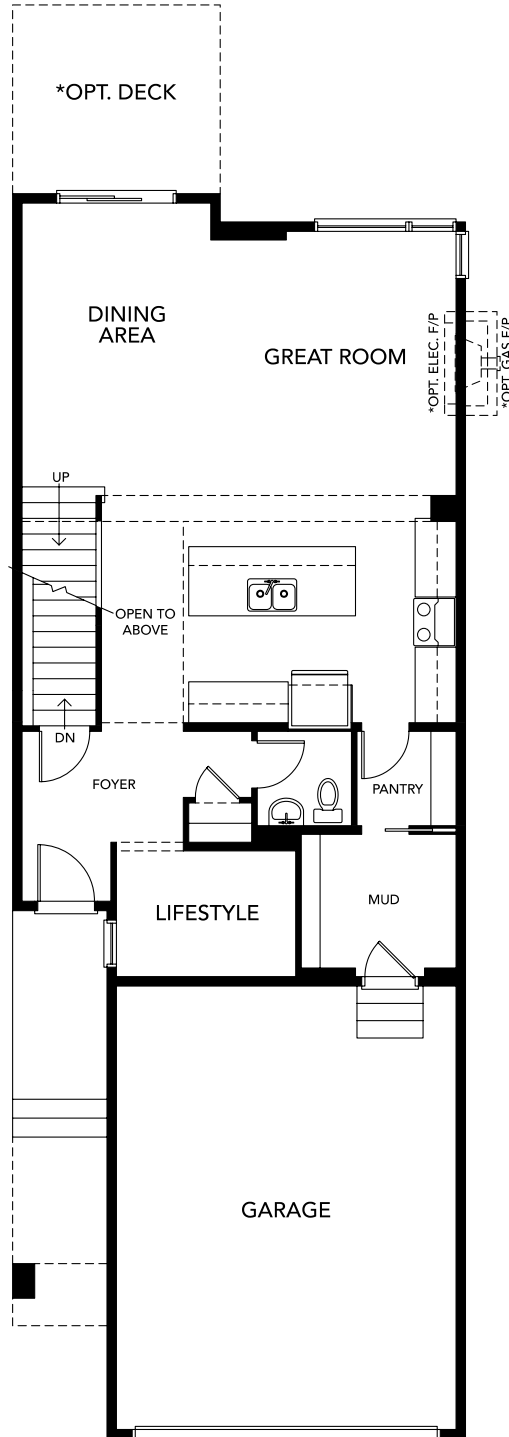 *OPT. DECK
DINING
AREA
GREAT ROOM
*OPT. ELEC. F/P
*OPT. GAS F/P
UP
OPEN TO
ABOVE
DN
FOYER
PANTRY
LIFESTYLE
MUD
GARAGE